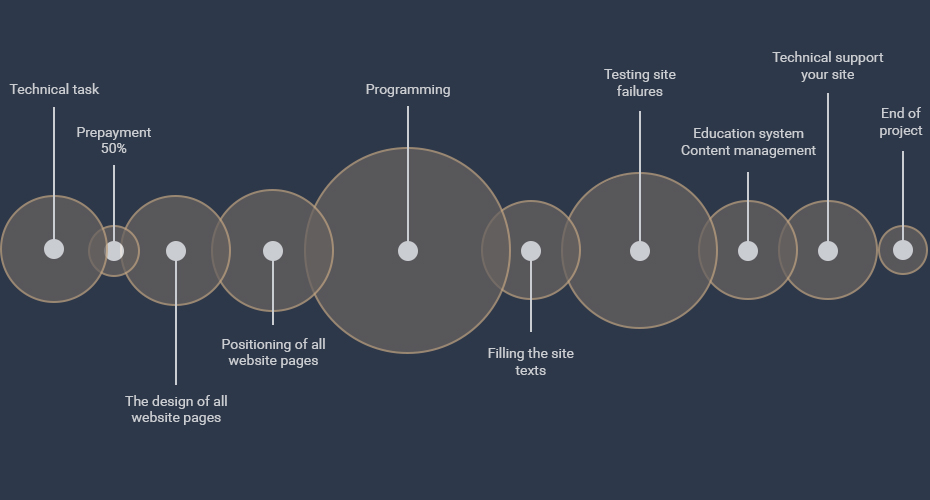 Technical task
Prepayment
50%
The design of all
website pages
Positioning of all
website pages
Programming
Filling the site
texts
Testing site
failures
Education system
Content management
Technical support
your site
End of
project